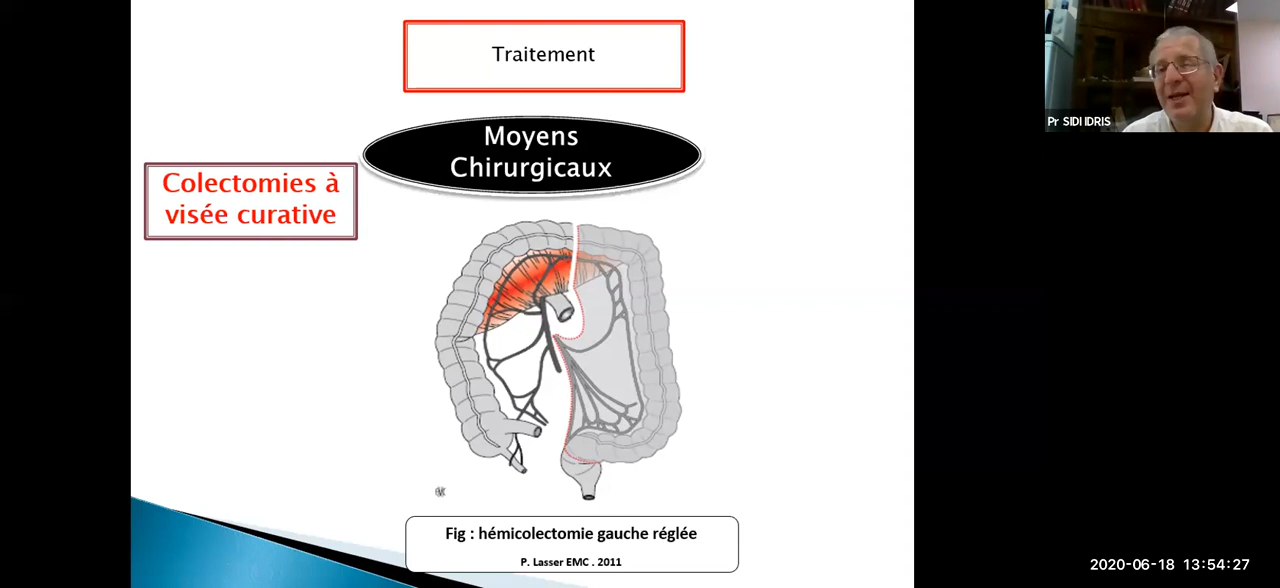 Traitement
Moyens
Chirurgicaux
Colectomies à
visée curative
Pr SIDI IDRIS
Fig : hémicolectomie gauche réglée
P. Lasser EMC . 2011
2020-06-18 13:54:27